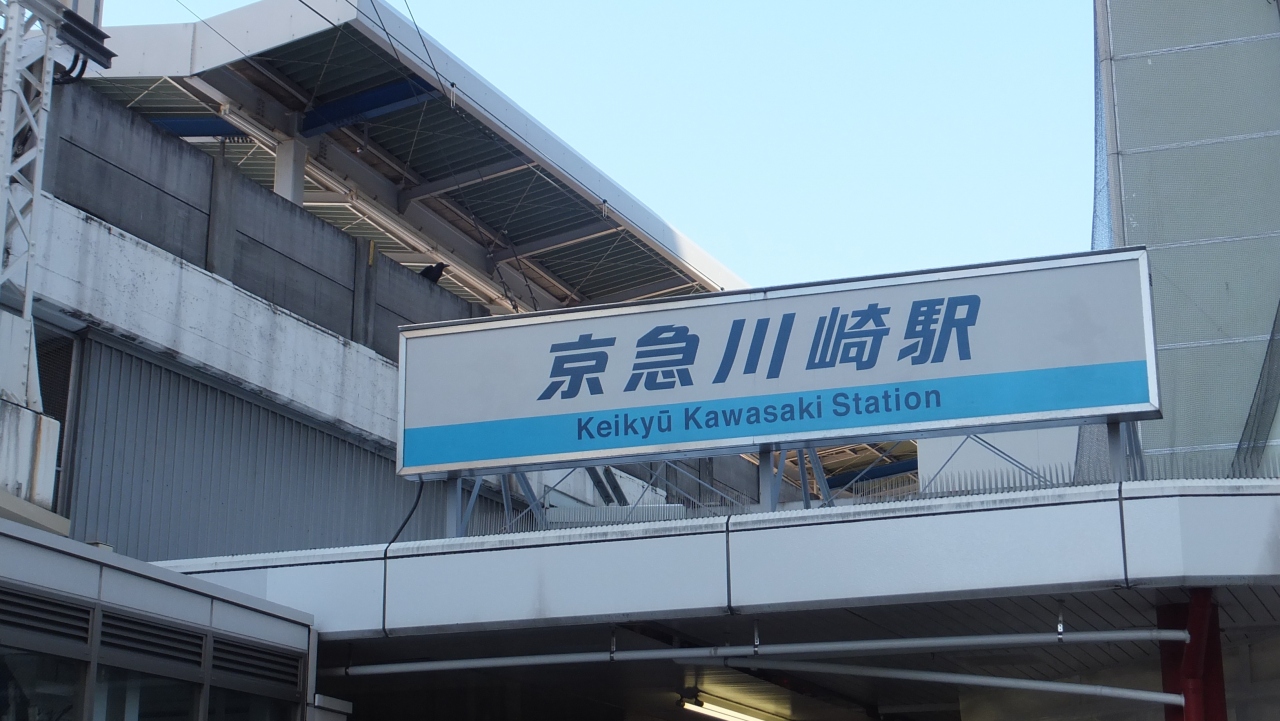 京急川崎駅
Keikyū Kawasaki Station